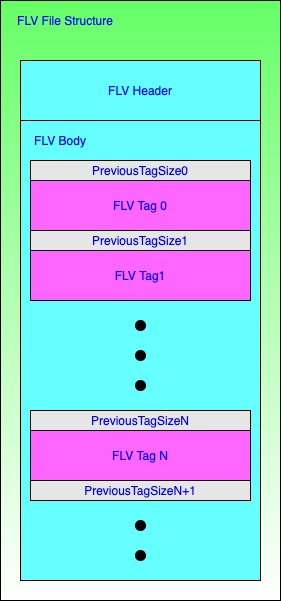 FLV File Structure
FLV Header
FLV Body
PreviousTagSize0
FLV Tag 0
PreviousTagSize1
FLV Tag1
PreviousTagSizeN
FLV Tag N
PreviousTagSizeN+1